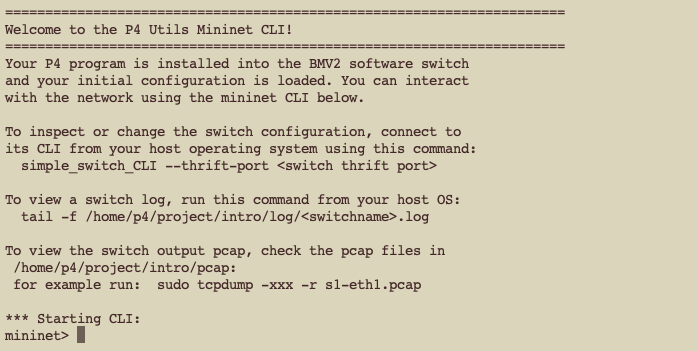 ======================================================================
Welcome to the P4 Utils Mininet CLI!
======================================================================
Your P4 program is installed into the BMV2 software switch
and your initial configuration is loaded. You can interact
with the network using the mininet CLI below.

To inspect or change the switch configuration, connect to
its CLI from your host operating system using this command:
  simple_switch_CLI --thrift-port <switch thrift port>

To view a switch log, run this command from your host OS:
  tail -f /home/p4/project/intro/log/<switchname>.log

To view the switch output pcap, check the pcap files in
 /home/p4/project/intro/pcap:
 for example run:  sudo tcpdump -xxx -r s1-eth1.pcap

*** Starting CLI:
mininet>